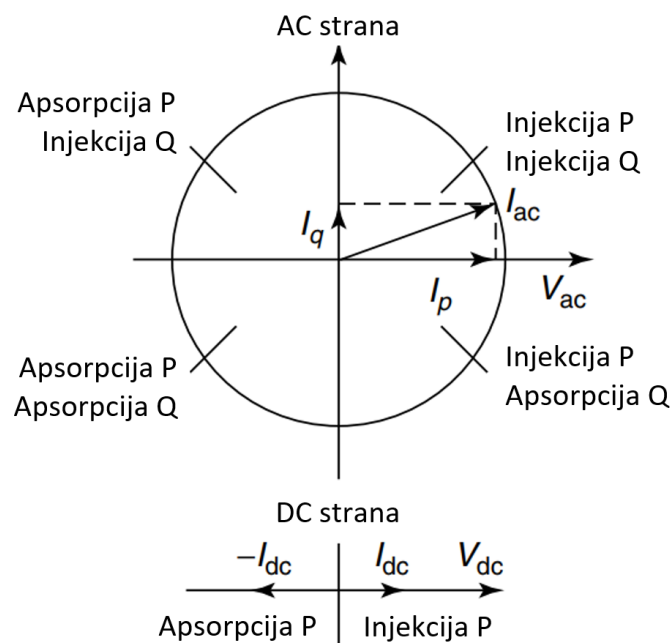 AC strana
Apsorpcija P
Injekcija Q
Injekcija P
Injekcija Q
I_ac
I_q
I_p
V_ac
Apsorpcija P
Apsorpcija Q
Injekcija P
Apsorpcija Q
DC strana
–I_dc
I_dc
V_dc
Apsorpcija P
Injekcija P